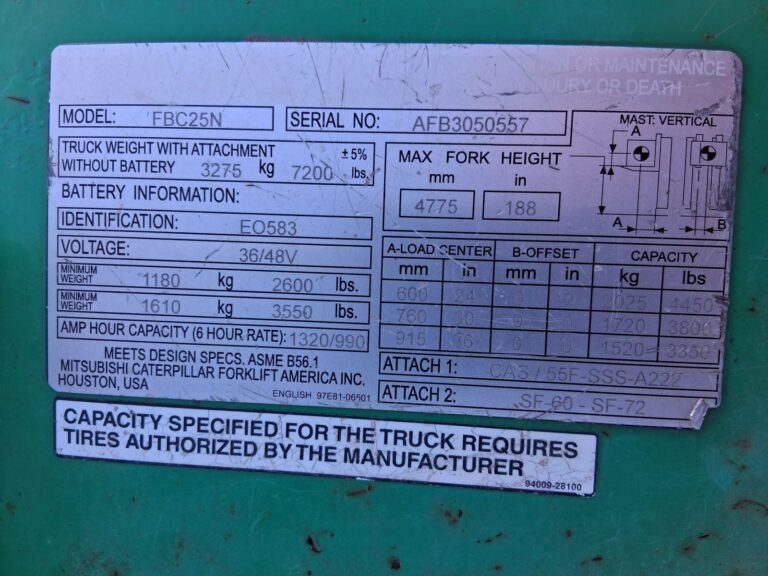 ION OR MAINTENANCE
INJURY OR DEATH
MODEL: FBC25N SERIAL NO: AFB3050557
TRUCK WEIGHT WITH ATTACHMENT ± 5%
WITHOUT BATTERY 3275 kg 7200 lbs.
BATTERY INFORMATION:
IDENTIFICATION: EO583
VOLTAGE: 36/48V
MINIMUM WEIGHT 1180 kg 2600 lbs.
MINIMUM WEIGHT 1610 kg 3550 lbs.
AMP HOUR CAPACITY (6 HOUR RATE): 1320/990
MEETS DESIGN SPECS. ASME B56.1
MITSUBISHI CATERPILLAR FORKLIFT AMERICA INC.
HOUSTON, USA
ENGLISH 97E81-06501
MAX FORK HEIGHT
mm in
4775 188
MAST: VERTICAL
A
A B
A-LOAD CENTER B-OFFSET CAPACITY
mm in mm in kg lbs
600 24 0 0 2025 4450
760 30 0 0 1720 3800
915 36 0 0 1520 3350
ATTACH 1: CAS / 55F-SSS-A222
ATTACH 2: SF-60 - SF-72
CAPACITY SPECIFIED FOR THE TRUCK REQUIRES
TIRES AUTHORIZED BY THE MANUFACTURER
94009-28100